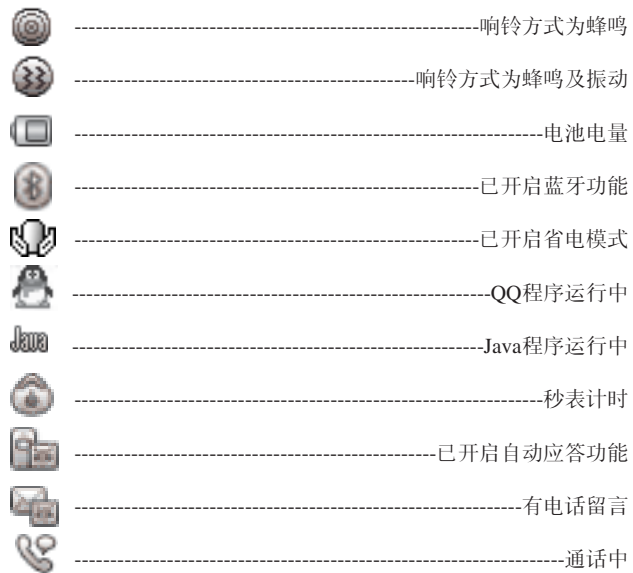 响铃方式为蜂鸣
响铃方式为蜂鸣及振动
电池电量
已开启蓝牙功能
已开启省电模式
QQ程序运行中
Java Java程序运行中
秒表计时
已开启自动应答功能
有电话留言
通话中